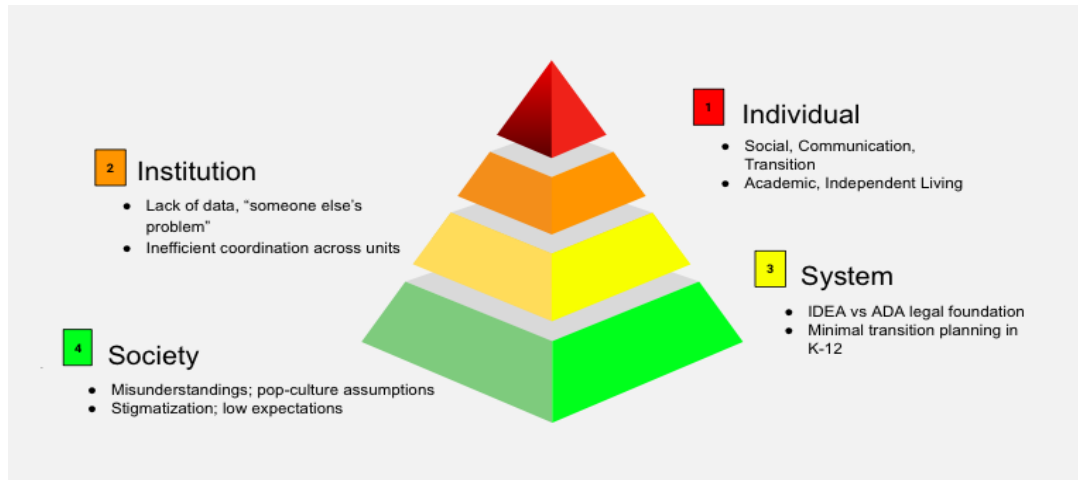 1
Individual
● Social, Communication,
Transition
● Academic, Independent Living
2
Institution
● Lack of data, “someone else’s
problem”
● Inefficient coordination across units
3
System
● IDEA vs ADA legal foundation
● Minimal transition planning in
K-12
4
Society
● Misunderstandings; pop-culture assumptions
● Stigmatization; low expectations